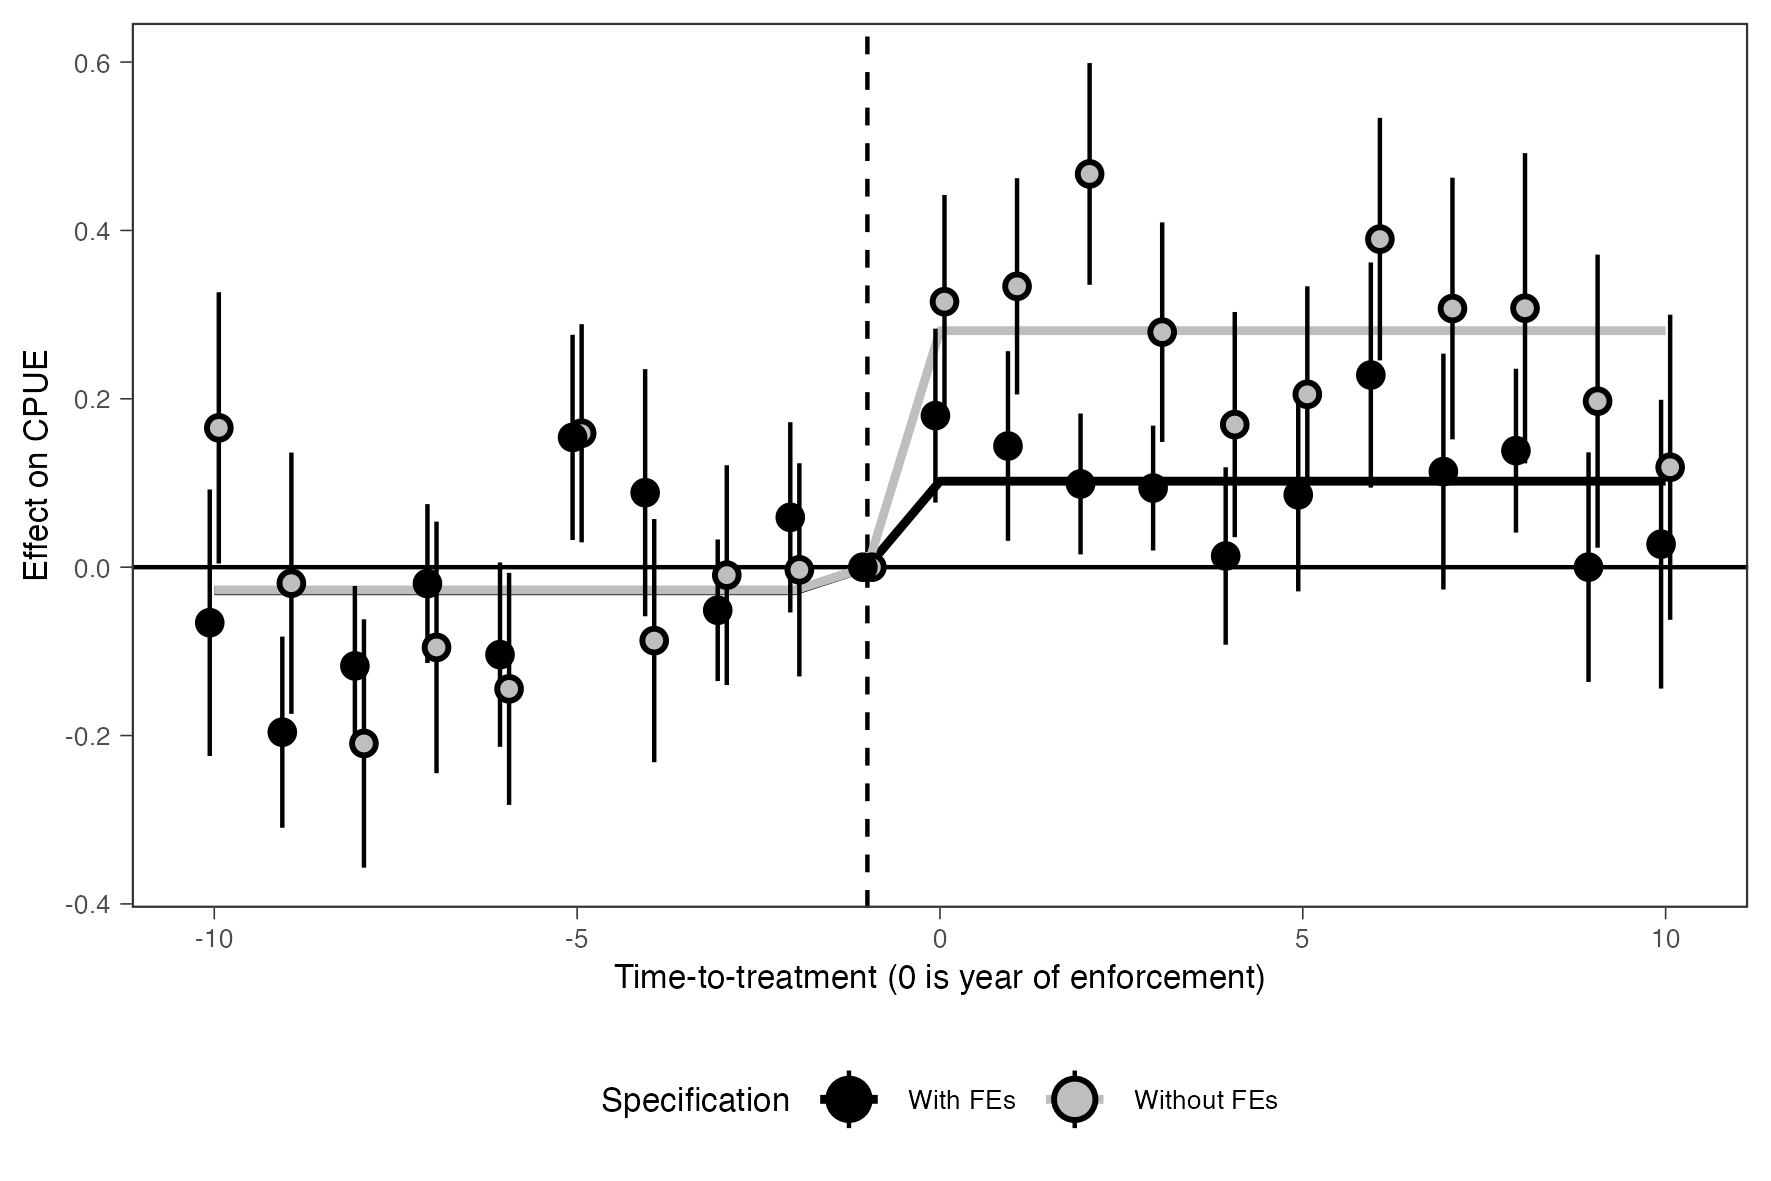 0.6
0.4
0.2
0.0
-0.2
-0.4
Effect on CPUE
-10
-5
0
5
10
Time-to-treatment (0 is year of enforcement)
Specification
With FEs
Without FEs